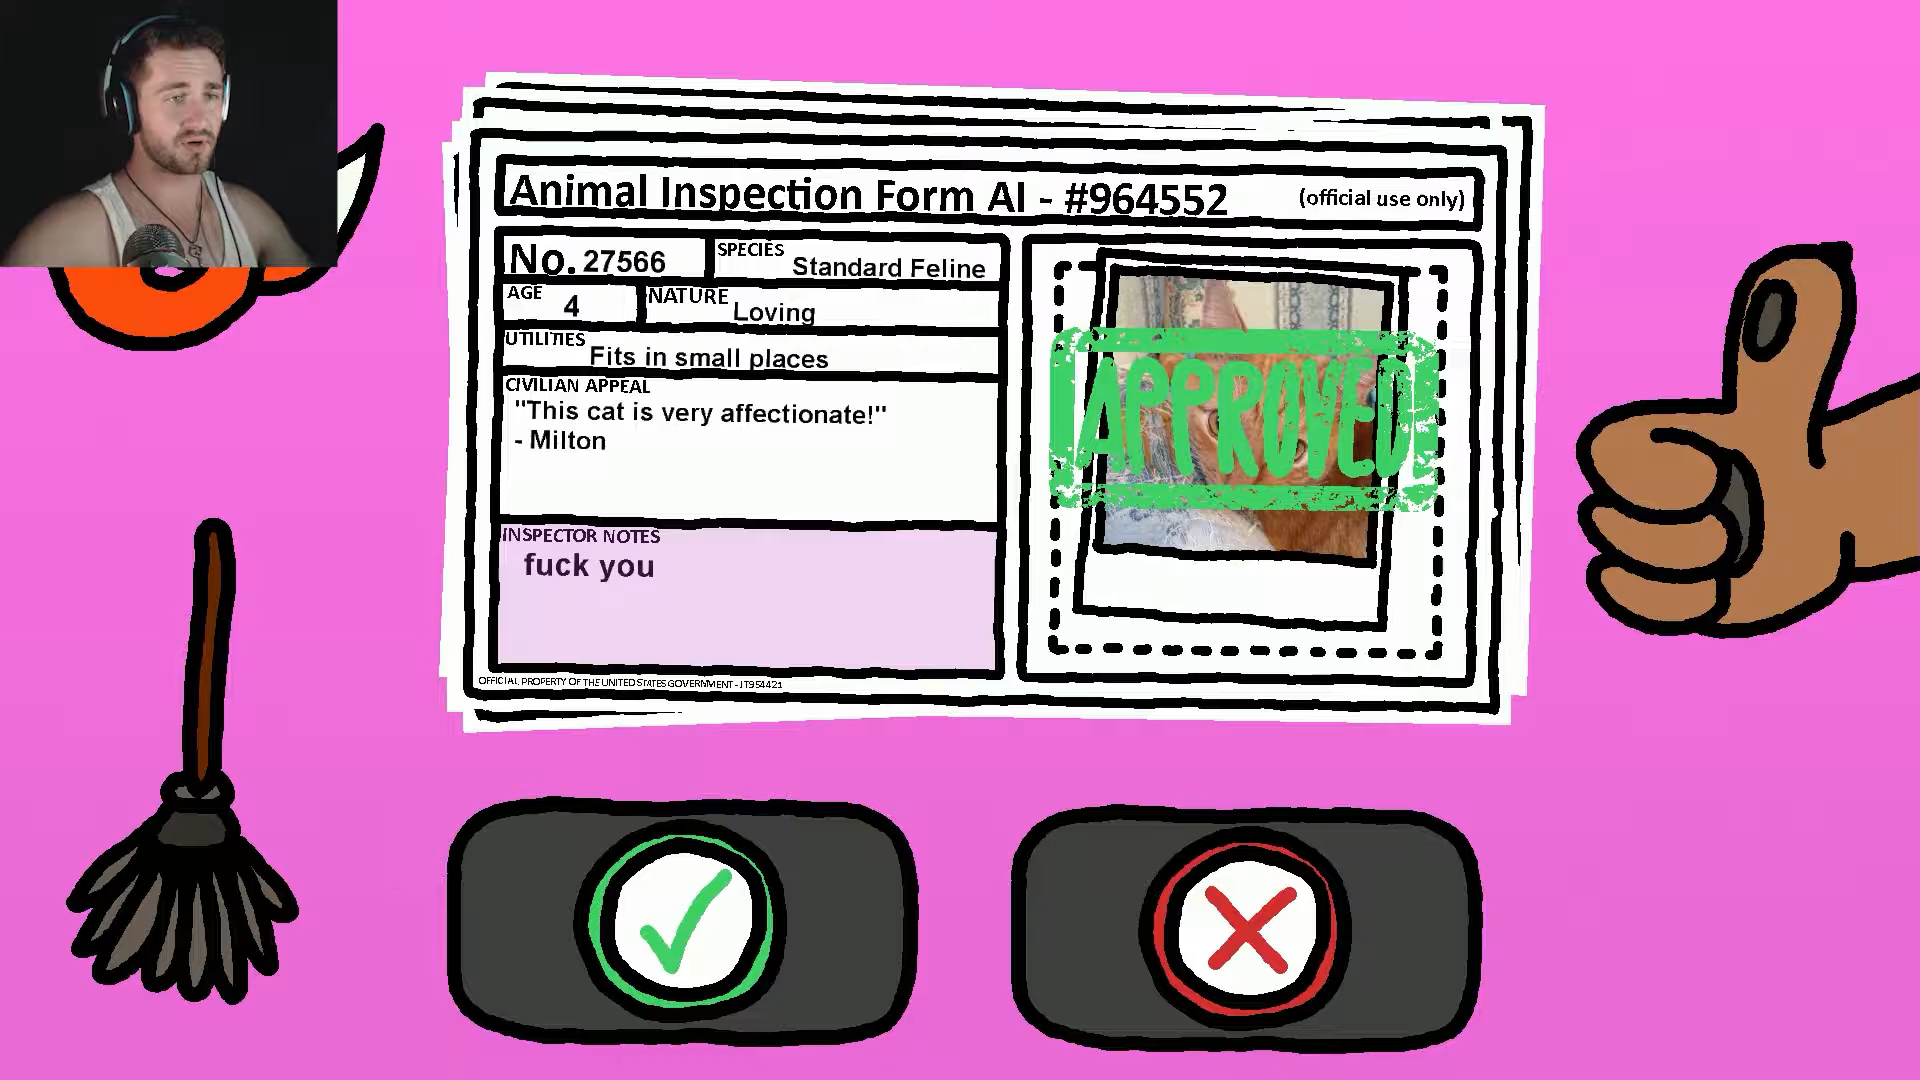 Animal Inspection Form AI - #964552 (official use only)
No. 27566 SPECIES Standard Feline
AGE 4 NATURE Loving
UTILITIES Fits in small places
CIVILIAN APPEAL
"This cat is very affectionate!"
- Milton
INSPECTOR NOTES
fuck you
OFFICIAL PROPERTY OF THE UNITED STATES GOVERNMENT - JT954421
APPROVED